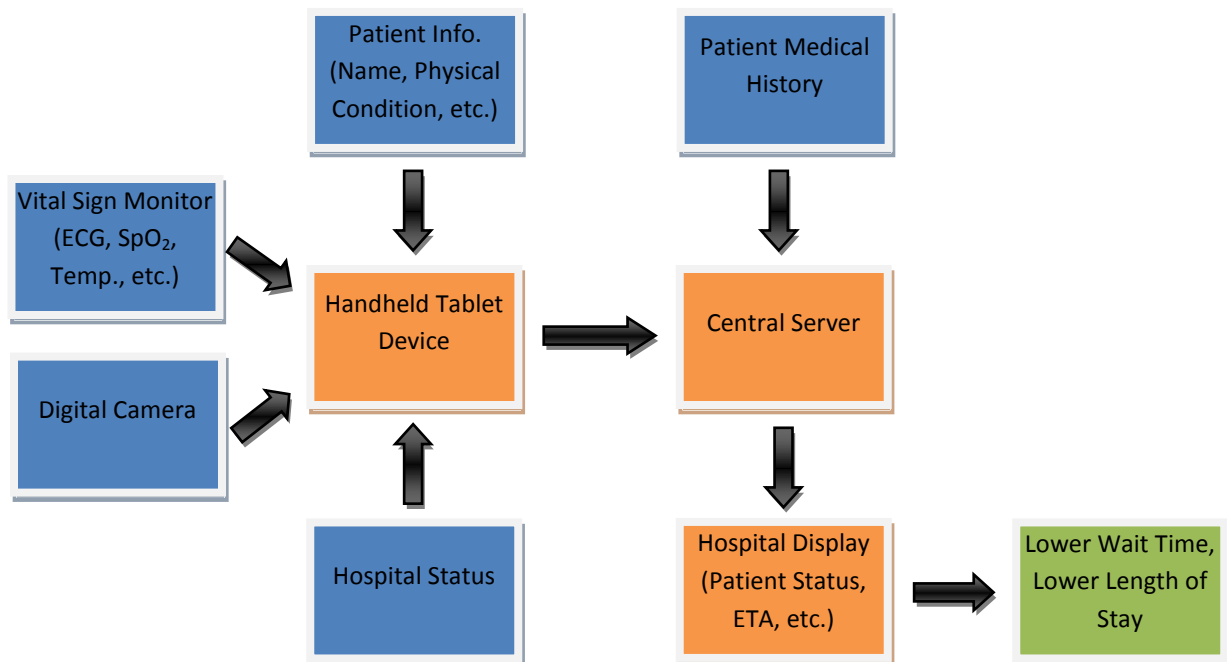 Patient Info.
(Name, Physical
Condition, etc.)
Patient Medical
History
Vital Sign Monitor
(ECG, SpO₂,
Temp., etc.)
Handheld Tablet
Device
Central Server
Digital Camera
Hospital Status
Hospital Display
(Patient Status,
ETA, etc.)
Lower Wait Time,
Lower Length of
Stay